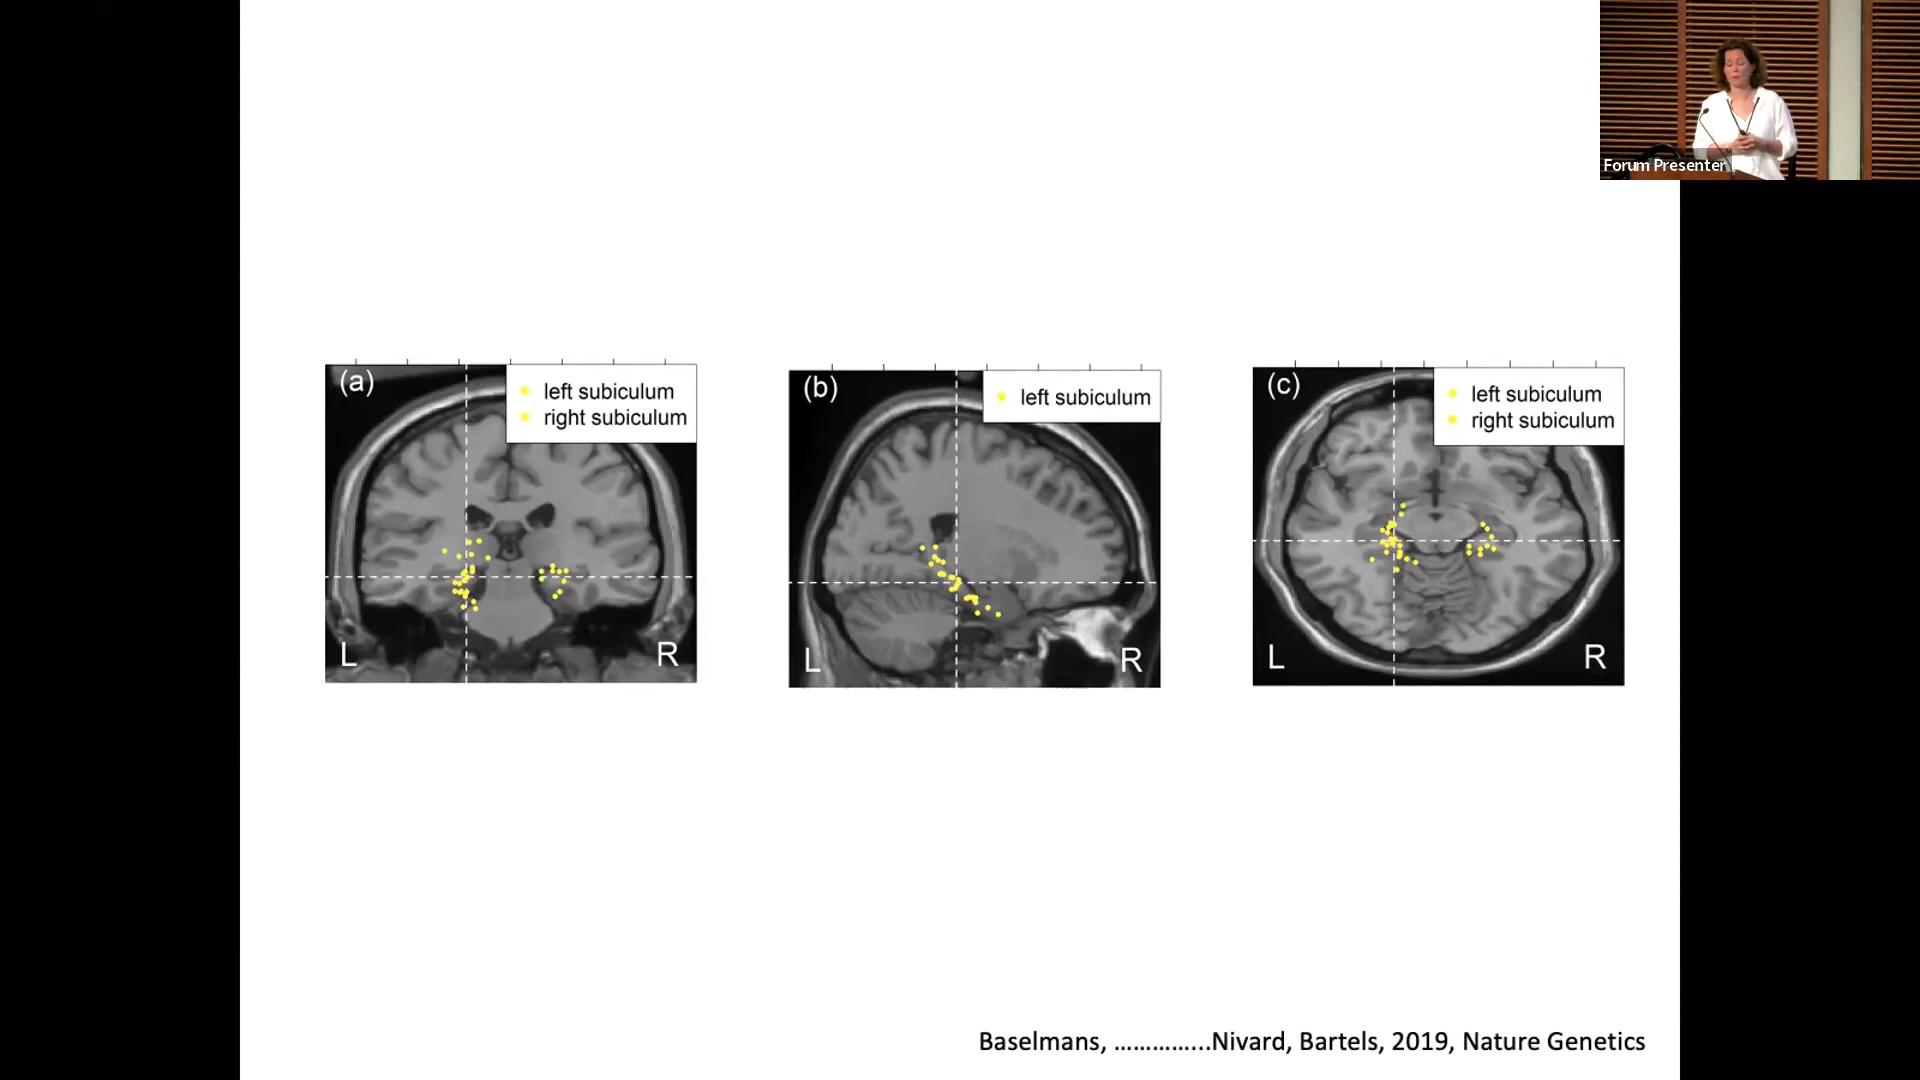 Forum Presenter
(a)
left subiculum
right subiculum
L
R
(b)
left subiculum
L
R
(c)
left subiculum
right subiculum
L
R
Baselmans, …………...Nivard, Bartels, 2019, Nature Genetics